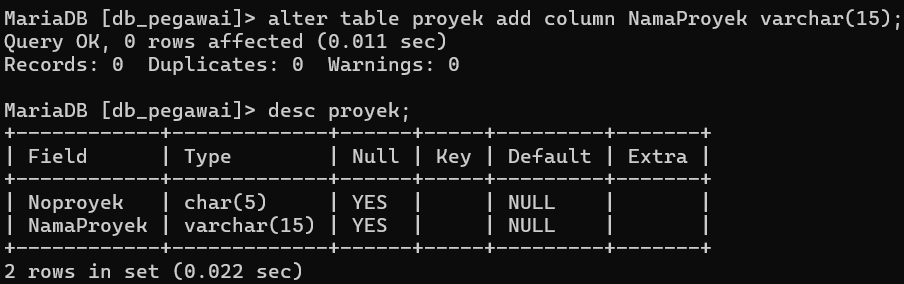 MariaDB [db_pegawai]> alter table proyek add column NamaProyek varchar(15);
Query OK, 0 rows affected (0.011 sec)
Records: 0  Duplicates: 0  Warnings: 0

MariaDB [db_pegawai]> desc proyek;
+------------+-------------+------+-----+---------+-------+
| Field      | Type        | Null | Key | Default | Extra |
+------------+-------------+------+-----+---------+-------+
| Noproyek   | char(5)     | YES  |     | NULL    |       |
| NamaProyek | varchar(15) | YES  |     | NULL    |       |
+------------+-------------+------+-----+---------+-------+
2 rows in set (0.022 sec)